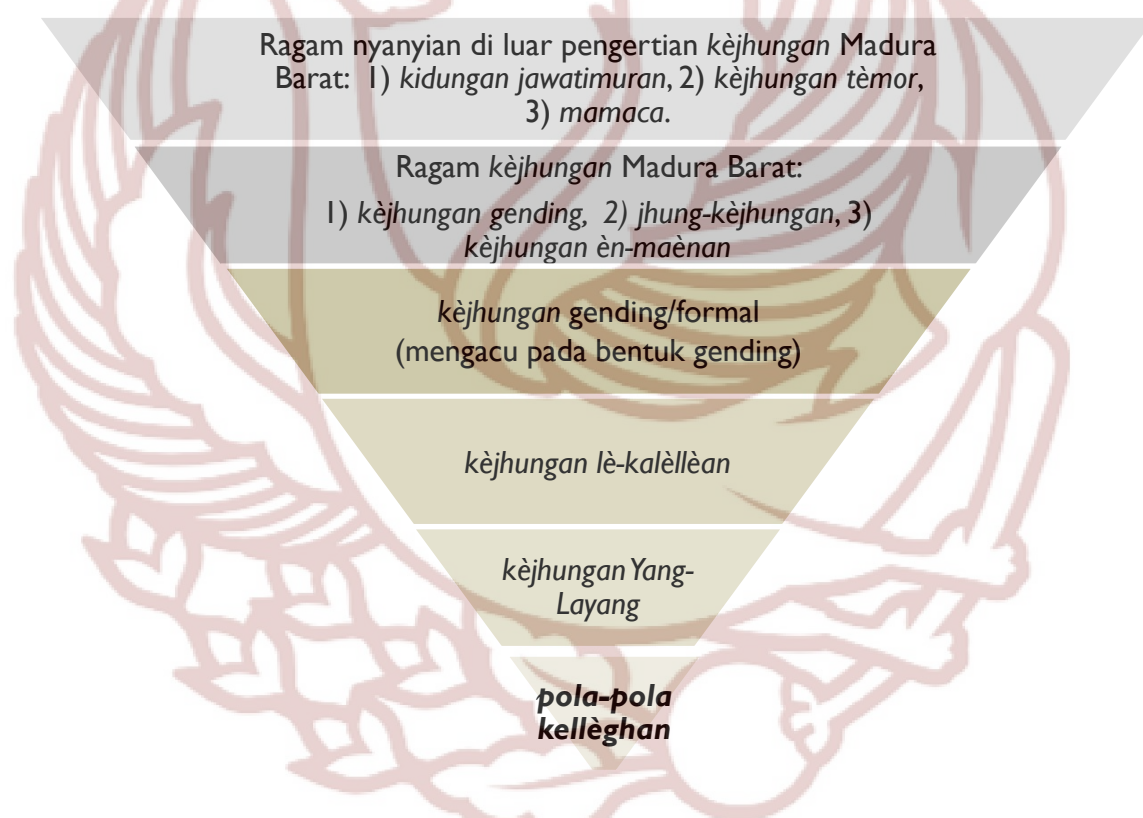 Ragam nyanyian di luar pengertian kèjhungan Madura
Barat: 1) kidungan jawatimuran, 2) kèjhungan tèmor,
3) mamaca.
Ragam kèjhungan Madura Barat:
1) kèjhungan gending, 2) jhung-kèjhungan, 3)
kèjhungan èn-maènan
kèjhungan gending/formal
(mengacu pada bentuk gending)
kèjhungan lè-kalèllèan
kèjhungan Yang-
Layang
pola-pola
kellèghan